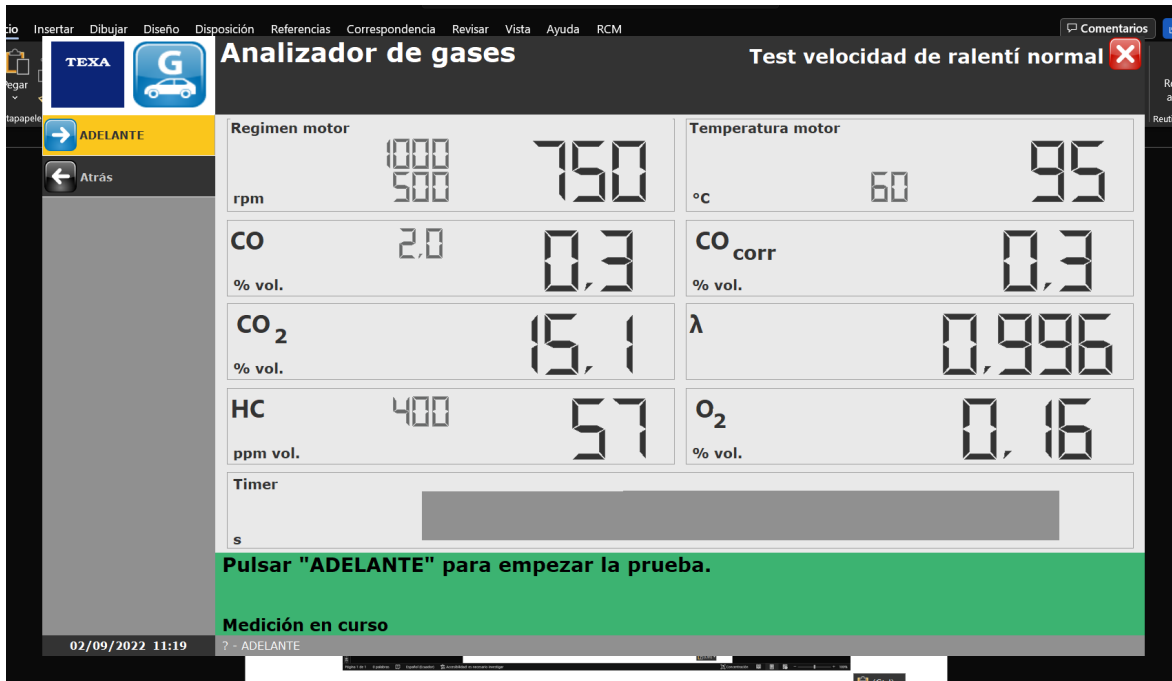 cio Insertar Dibujar Diseño Disposición Referencias Correspondencia Revisar Vista Ayuda RCM Comentarios
TEXA
G
Analizador de gases
Test velocidad de ralentí normal
Pegar
ADELANTE
Atrás
Regimen motor
1000
500
750
rpm
Temperatura motor
60
95
°C
CO
2,0
0,3
% vol.
CO corr
0,3
% vol.
CO2
15,1
% vol.
λ
0,996
HC
400
57
ppm vol.
O2
0,16
% vol.
Timer
s
Pulsar "ADELANTE" para empezar la prueba.
Medición en curso
02/09/2022 11:19
? - ADELANTE